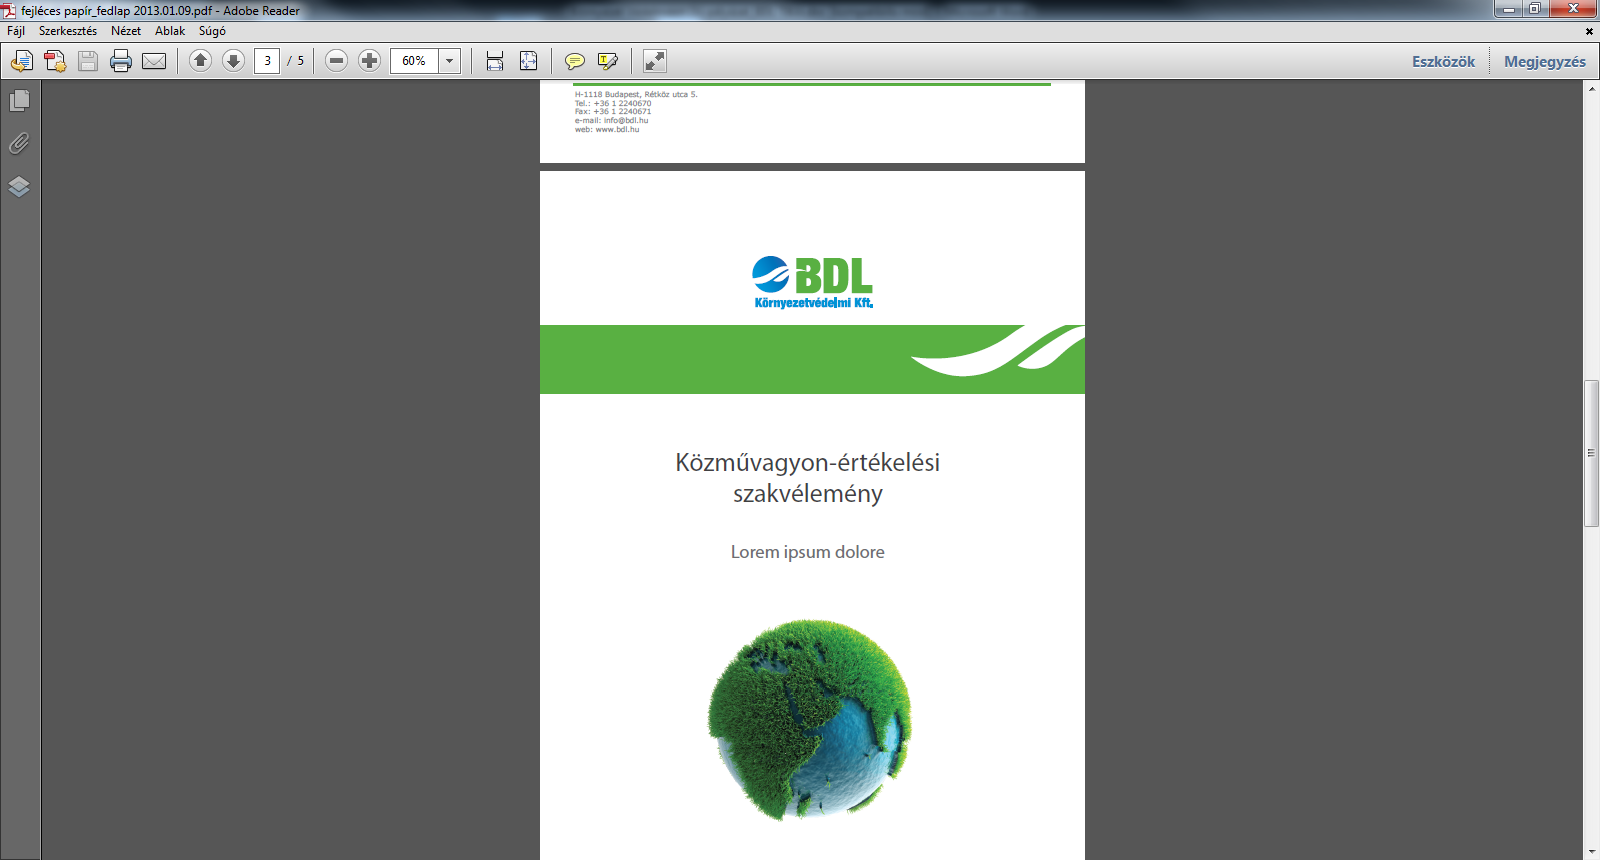 fejléces papír_fedlap 2013.01.09.pdf - Adobe Reader
Fájl Szerkesztés Nézet Ablak Súgó
3 / 5 60% Eszközök Megjegyzés
H-1118 Budapest, Rétköz utca 5.
Tel.: +36 1 2240670
Fax: +36 1 2240671
e-mail: info@bdl.hu
web: www.bdl.hu
BDL
Környezetvédelmi Kft.
Közművagyon-értékelési
szakvélemény
Lorem ipsum dolore